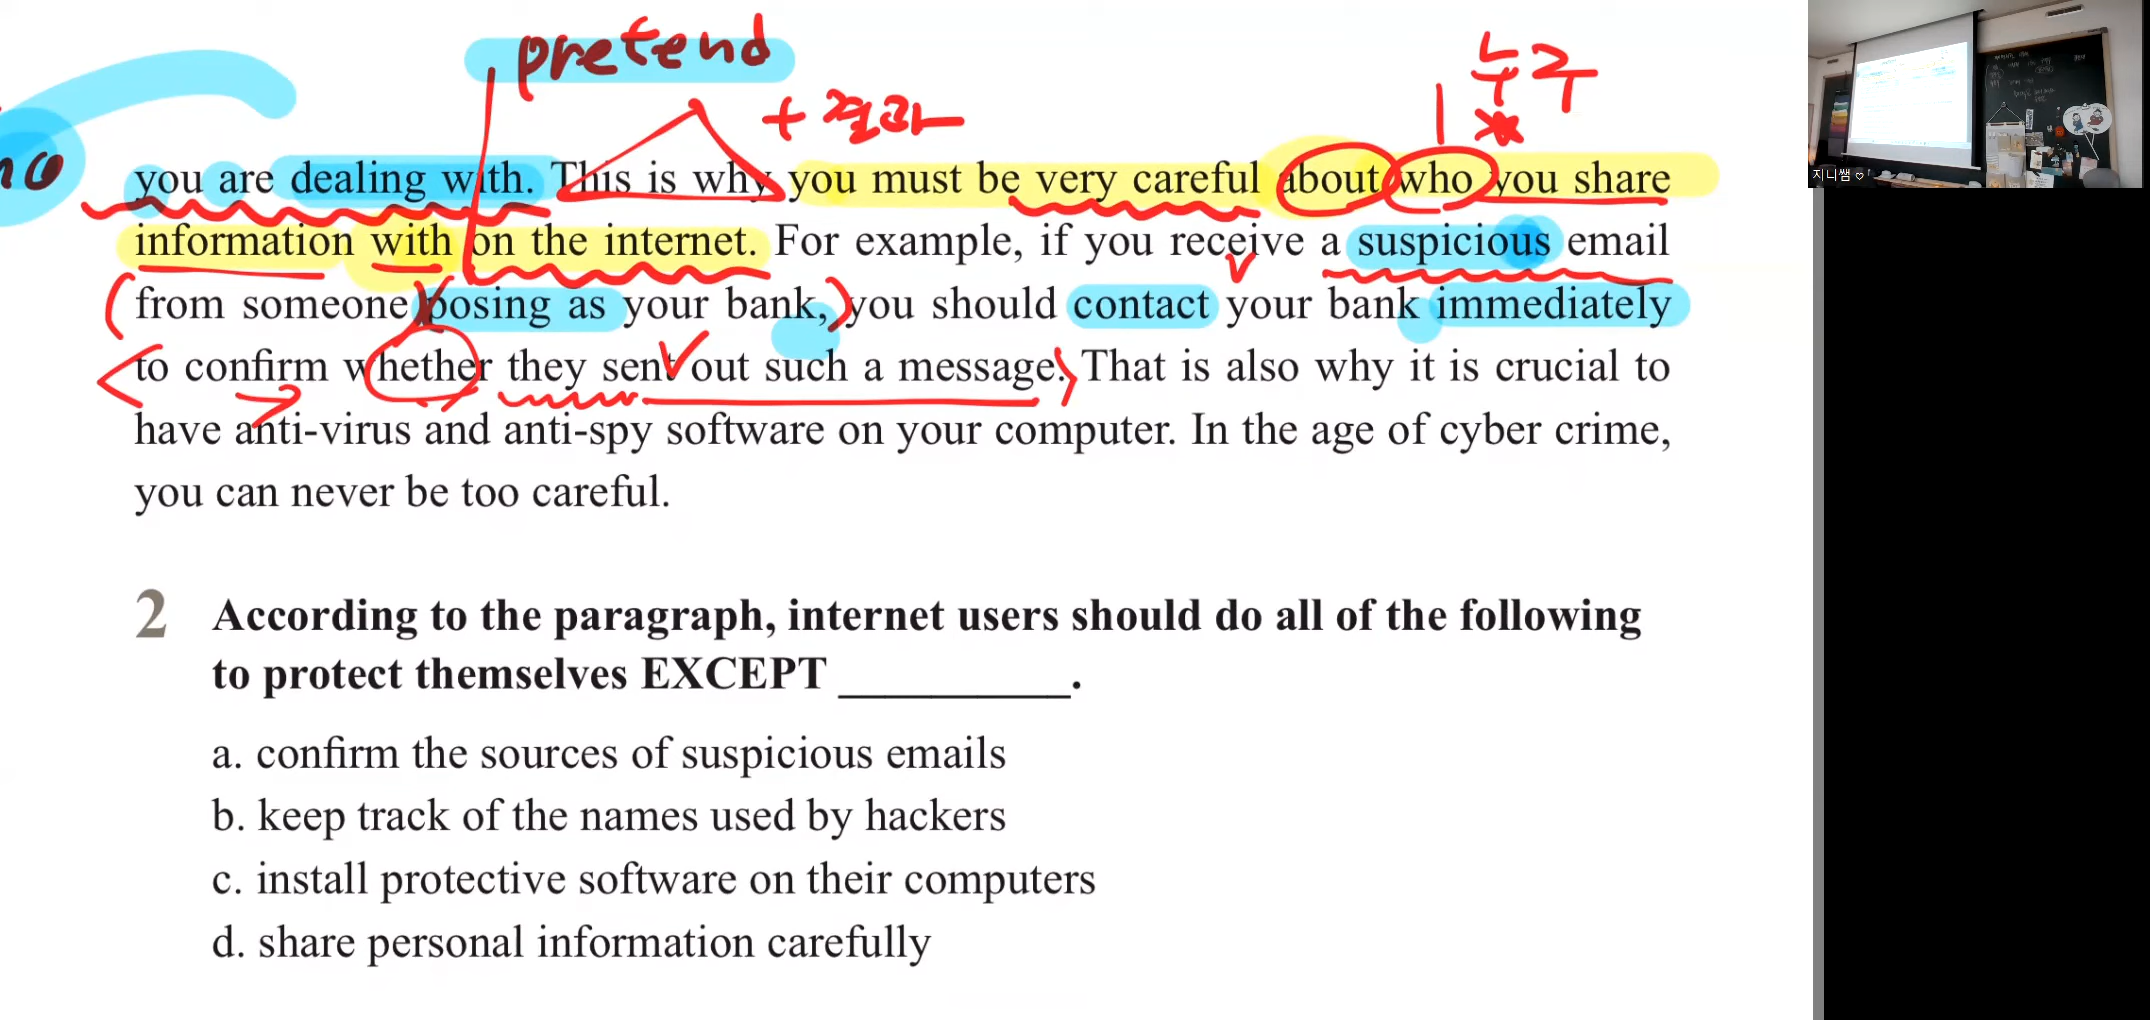 pretend
+ 결과
누구
you are dealing with. This is why you must be very careful about who you share
information with on the internet. For example, if you receive a suspicious email
from someone posing as your bank, you should contact your bank immediately
to confirm whether they sent out such a message. That is also why it is crucial to
have anti-virus and anti-spy software on your computer. In the age of cyber crime,
you can never be too careful.
2 According to the paragraph, internet users should do all of the following
to protect themselves EXCEPT __________.
a. confirm the sources of suspicious emails
b. keep track of the names used by hackers
c. install protective software on their computers
d. share personal information carefully
지니쌤 ♡